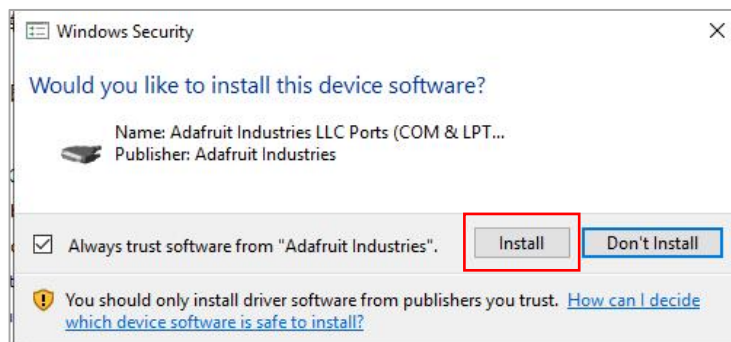 Windows Security
Would you like to install this device software?
Name: Adafruit Industries LLC Ports (COM & LPT...
Publisher: Adafruit Industries
Always trust software from "Adafruit Industries".
Install
Don't Install
You should only install driver software from publishers you trust. How can I decide
which device software is safe to install?